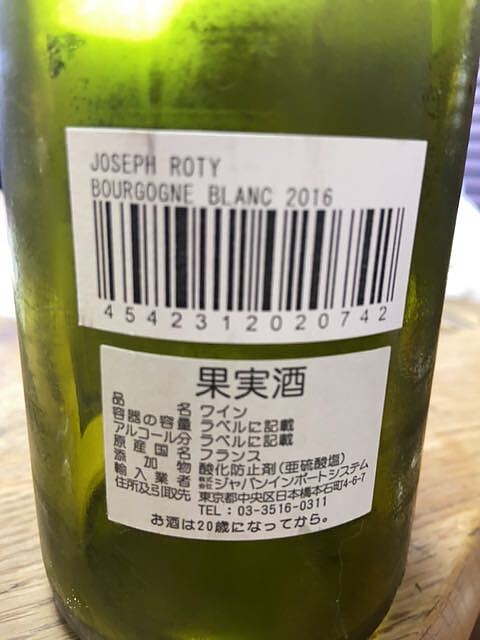 JOSEPH ROTY
BOURGOGNE BLANC 2016
4542312020742
果実酒
品名 ワイン
容器の容量 ラベルに記載
アルコール分 ラベルに記載
原産国名 フランス
添加物 酸化防止剤(亜硫酸塩)
輸入業者 株式会社ジャパンインポートシステム
住所及引取先 東京都中央区日本橋本石町4-6-7
TEL:03-3516-0311
お酒は20歳になってから。